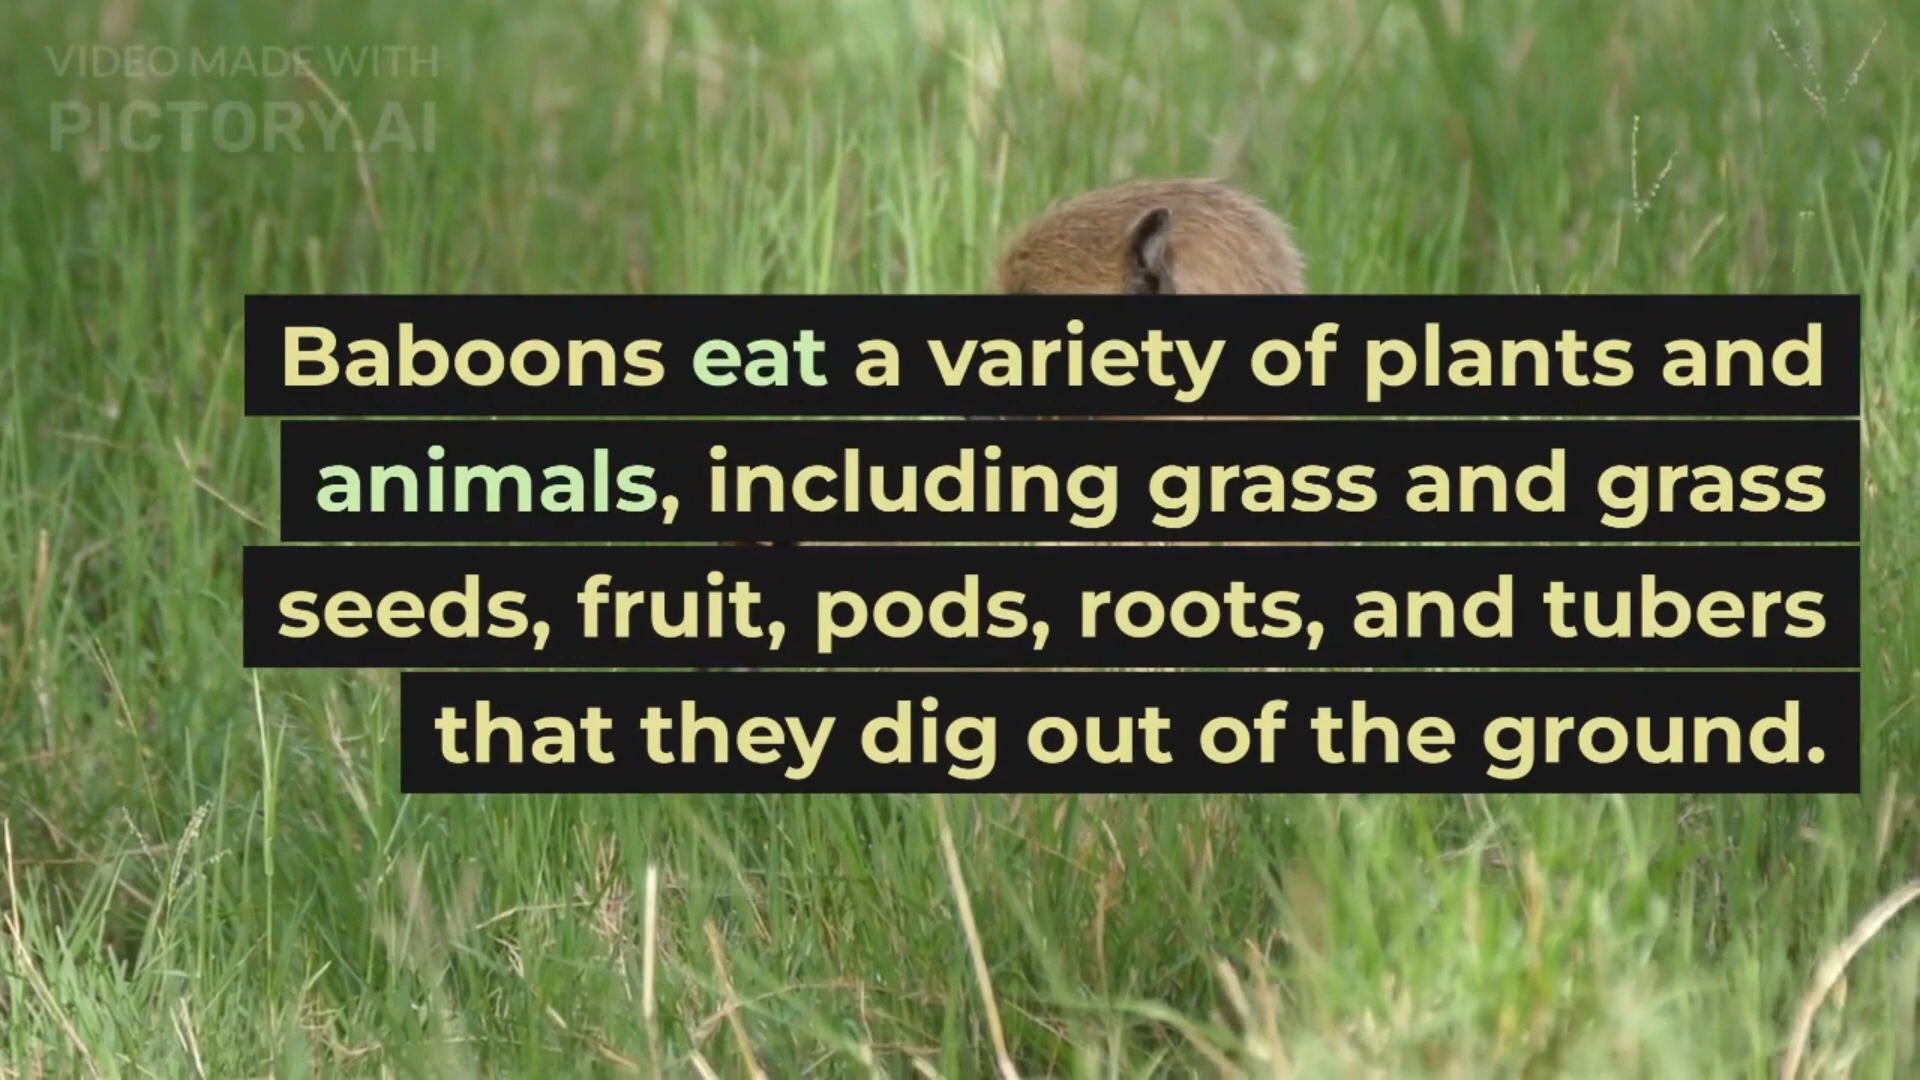 VIDEO MADE WITH
PICTORY.AI
Baboons eat a variety of plants and
animals, including grass and grass
seeds, fruit, pods, roots, and tubers
that they dig out of the ground.